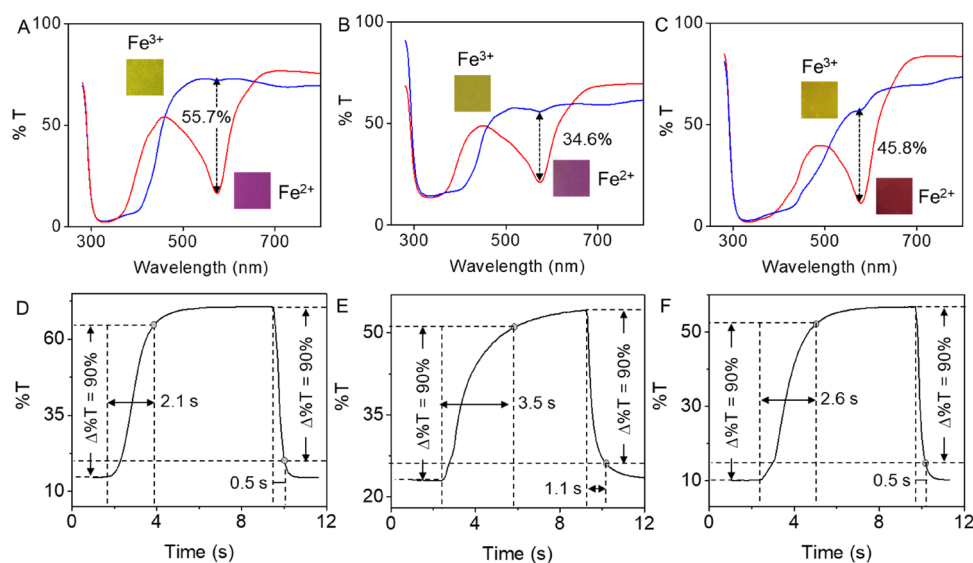 A
100
50
0
% T
Fe3+
55.7%
Fe2+
300
500
700
Wavelength (nm)
B
100
50
0
% T
Fe3+
34.6%
Fe2+
300
500
700
Wavelength (nm)
C
100
50
0
% T
Fe3+
45.8%
Fe2+
300
500
700
Wavelength (nm)
D
60
35
10
%T
Δ%T = 90%
2.1 s
Δ%T = 90%
0.5 s
0
4
8
12
Time (s)
E
50
35
20
%T
Δ%T = 90%
3.5 s
Δ%T = 90%
1.1 s
0
4
8
12
Time (s)
F
50
30
10
%T
Δ%T = 90%
2.6 s
Δ%T = 90%
0.5 s
0
4
8
12
Time (s)